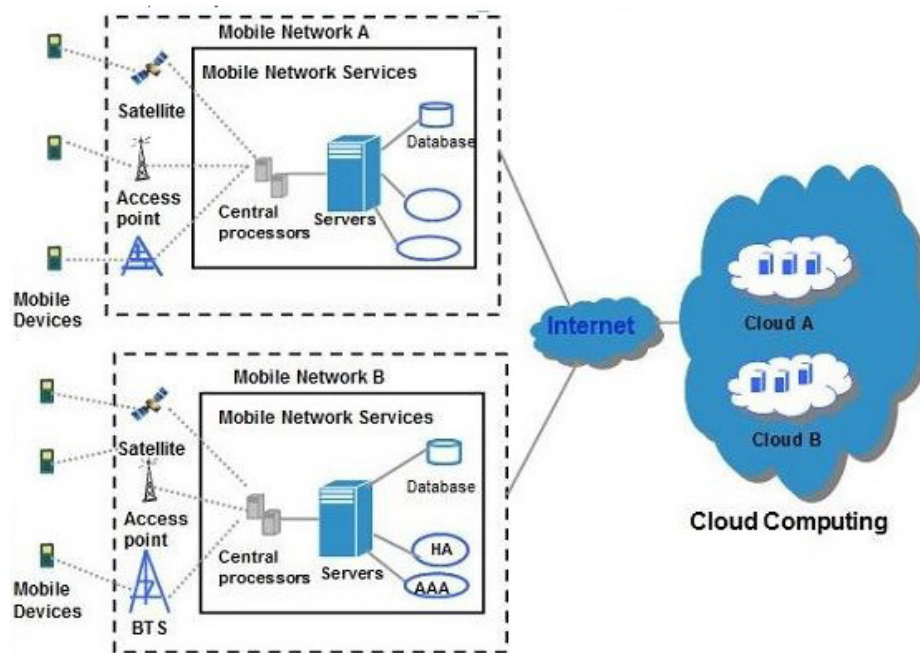 Mobile Network A
Mobile Network Services
Satellite
Database
Access
point
Central
processors
Servers
Mobile
Devices
Internet
Cloud A
Cloud B
Cloud Computing
Mobile Network B
Mobile Network Services
Satellite
Database
Access
point
Central
processors
Servers
HA
AAA
Mobile
Devices
BTS